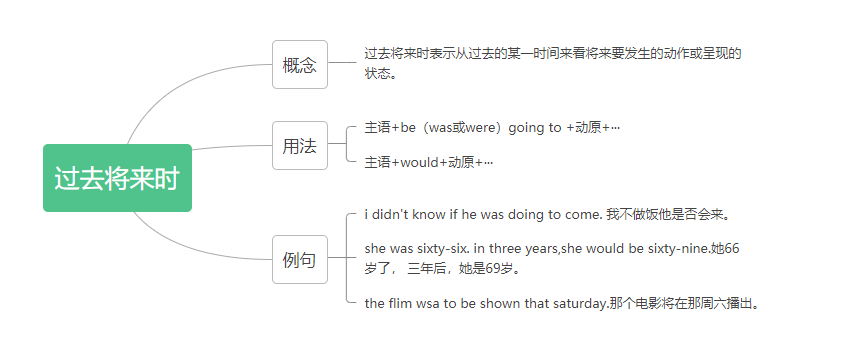 过去将来时
概念
过去将来时表示从过去的某一时间来看将来要发生的动作或呈现的
状态。
用法
主语+be（was或were）going to +动原+···
主语+would+动原+···
例句
i didn't know if he was doing to come. 我不做饭他是否会来。
she was sixty-six. in three years,she would be sixty-nine.她66
岁了， 三年后，她是69岁。
the flim wsa to be shown that saturday.那个电影将在那周六播出。